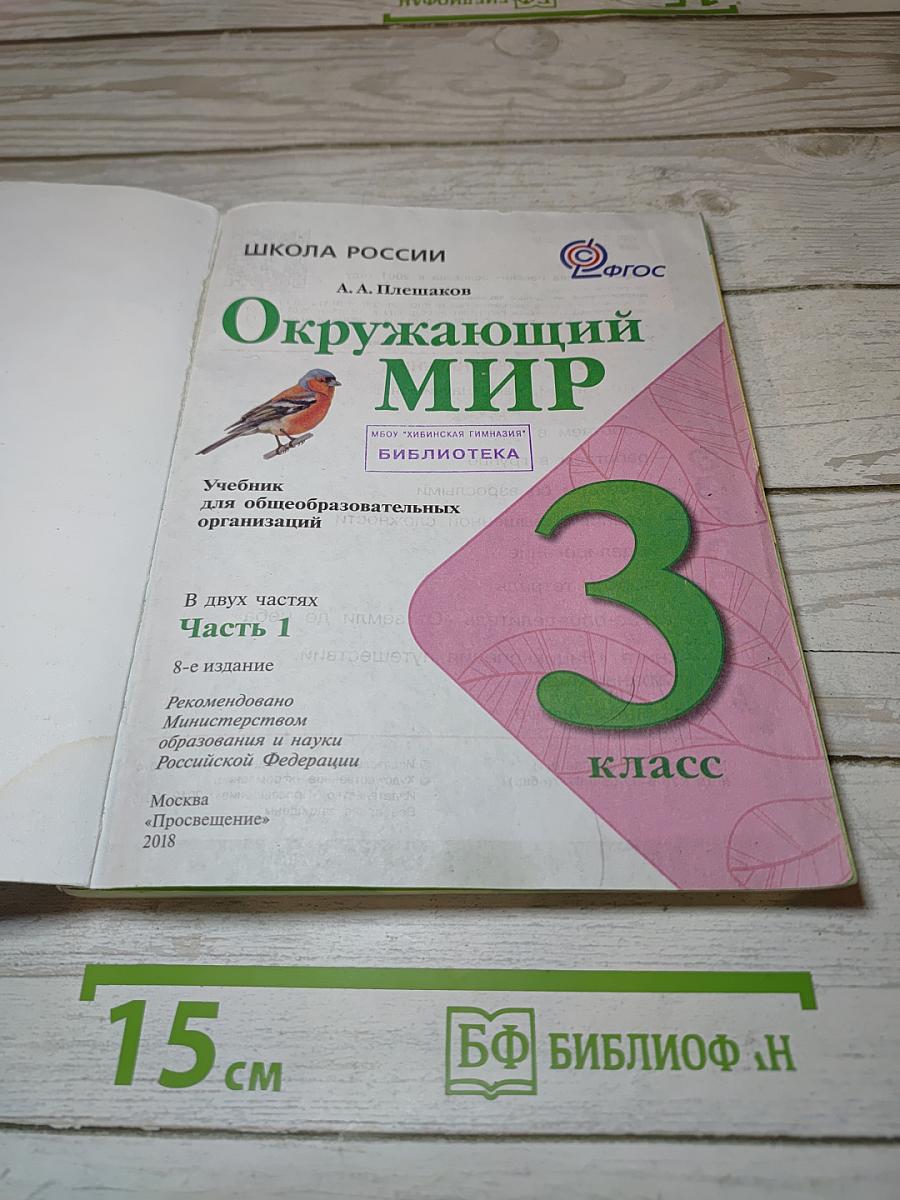 ШКОЛА РОССИИ
ФГОС
А. А. Плешаков
Окружающий
МИР
МБОУ "ХИБИНСКАЯ ГИМНАЗИЯ"
БИБЛИОТЕКА
Учебник
для общеобразовательных
организаций
3
класс
В двух частях
Часть 1
8-е издание
Рекомендовано
Министерством
образования и науки
Российской Федерации
Москва
«Просвещение»
2018
15 см
БФ